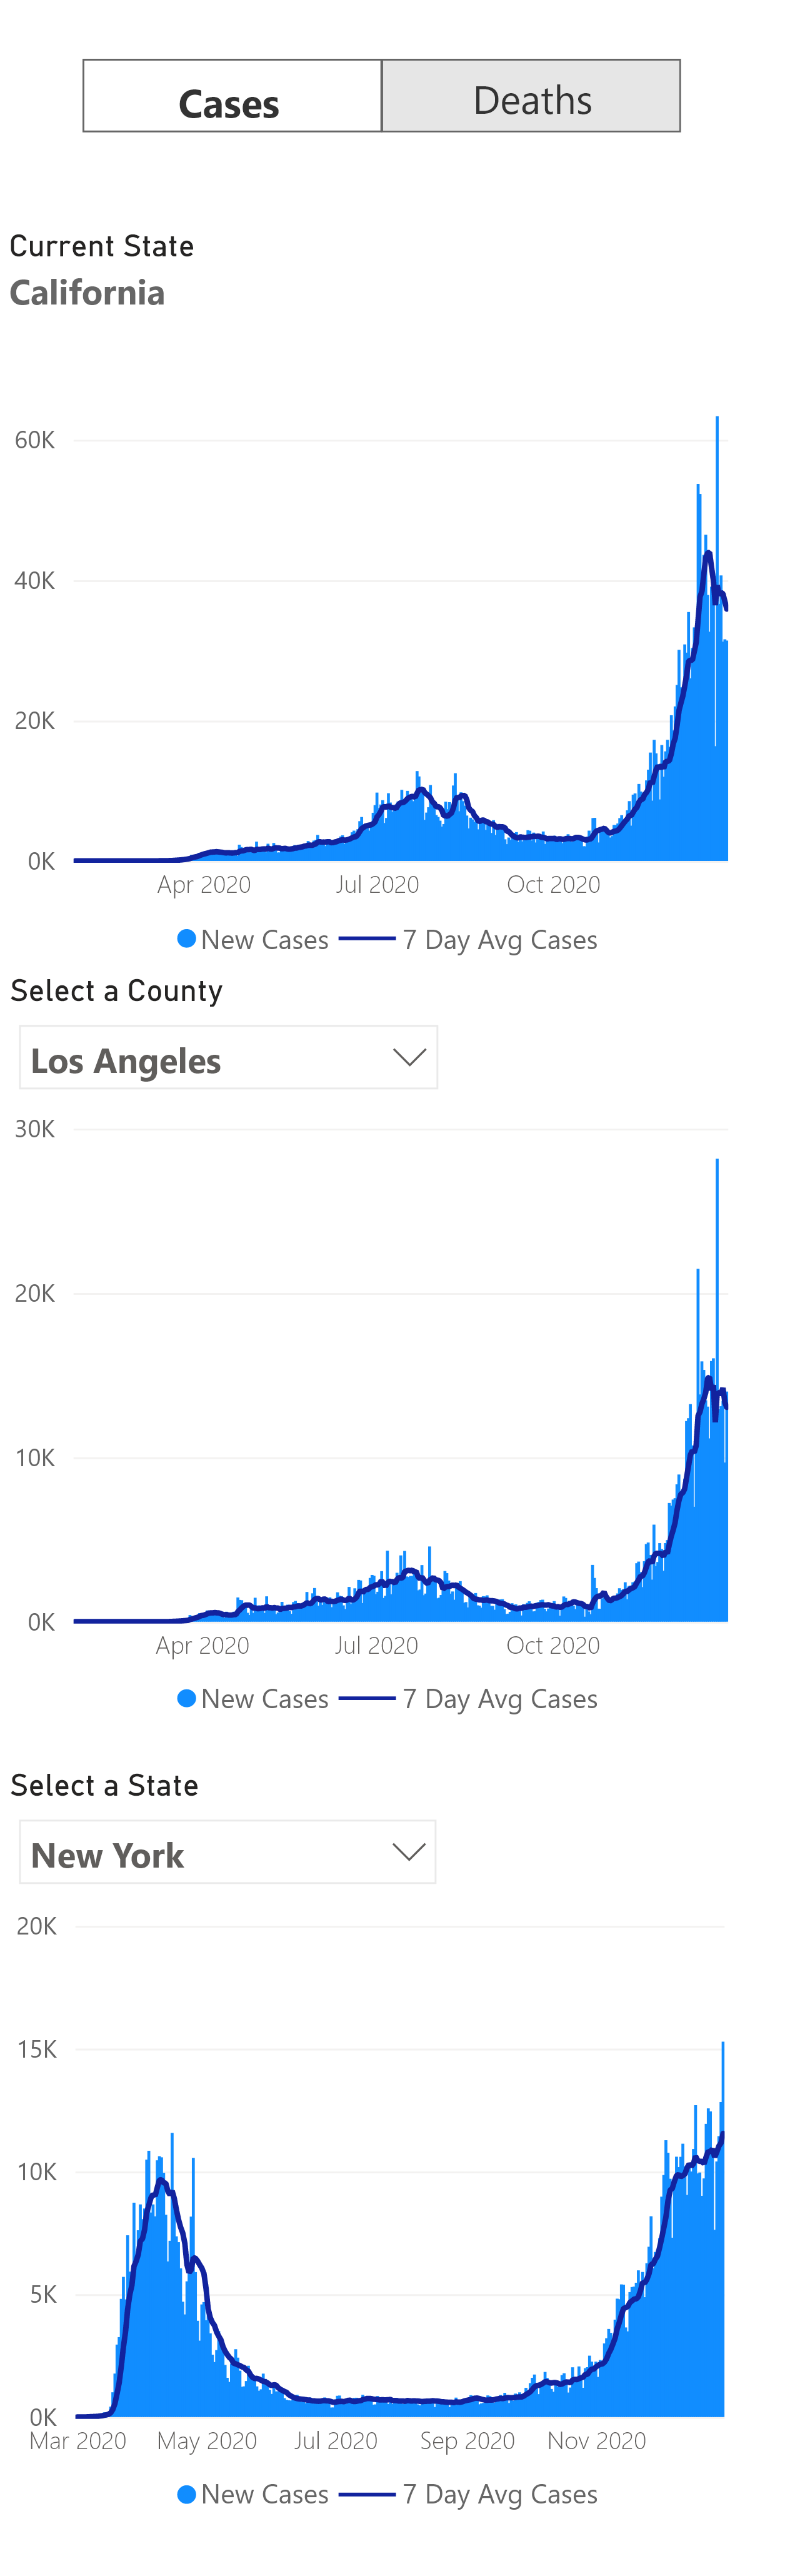 Cases Deaths
Current State
California
60K
40K
20K
0K
Apr 2020 Jul 2020 Oct 2020
New Cases 7 Day Avg Cases
Select a County
Los Angeles
30K
20K
10K
0K
Apr 2020 Jul 2020 Oct 2020
New Cases 7 Day Avg Cases
Select a State
New York
20K
15K
10K
5K
0K
Mar 2020 May 2020 Jul 2020 Sep 2020 Nov 2020
New Cases 7 Day Avg Cases